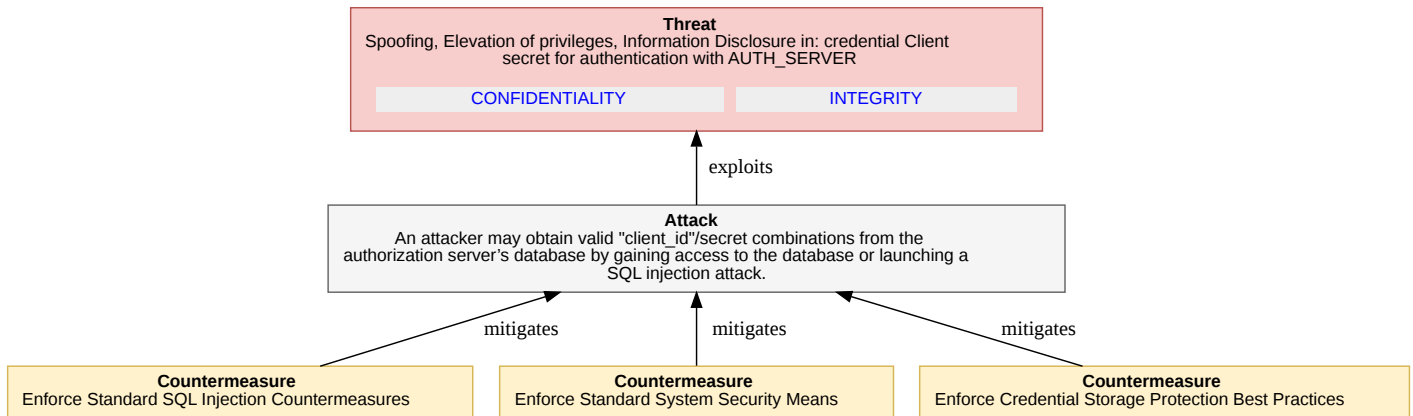 Threat
Spoofing, Elevation of privileges, Information Disclosure in: credential Client
secret for authentication with AUTH_SERVER
CONFIDENTIALITY
INTEGRITY
exploits
Attack
An attacker may obtain valid "client_id"/secret combinations from the
authorization server’s database by gaining access to the database or launching a
SQL injection attack.
mitigates
mitigates
mitigates
Countermeasure
Enforce Standard SQL Injection Countermeasures
Countermeasure
Enforce Standard System Security Means
Countermeasure
Enforce Credential Storage Protection Best Practices